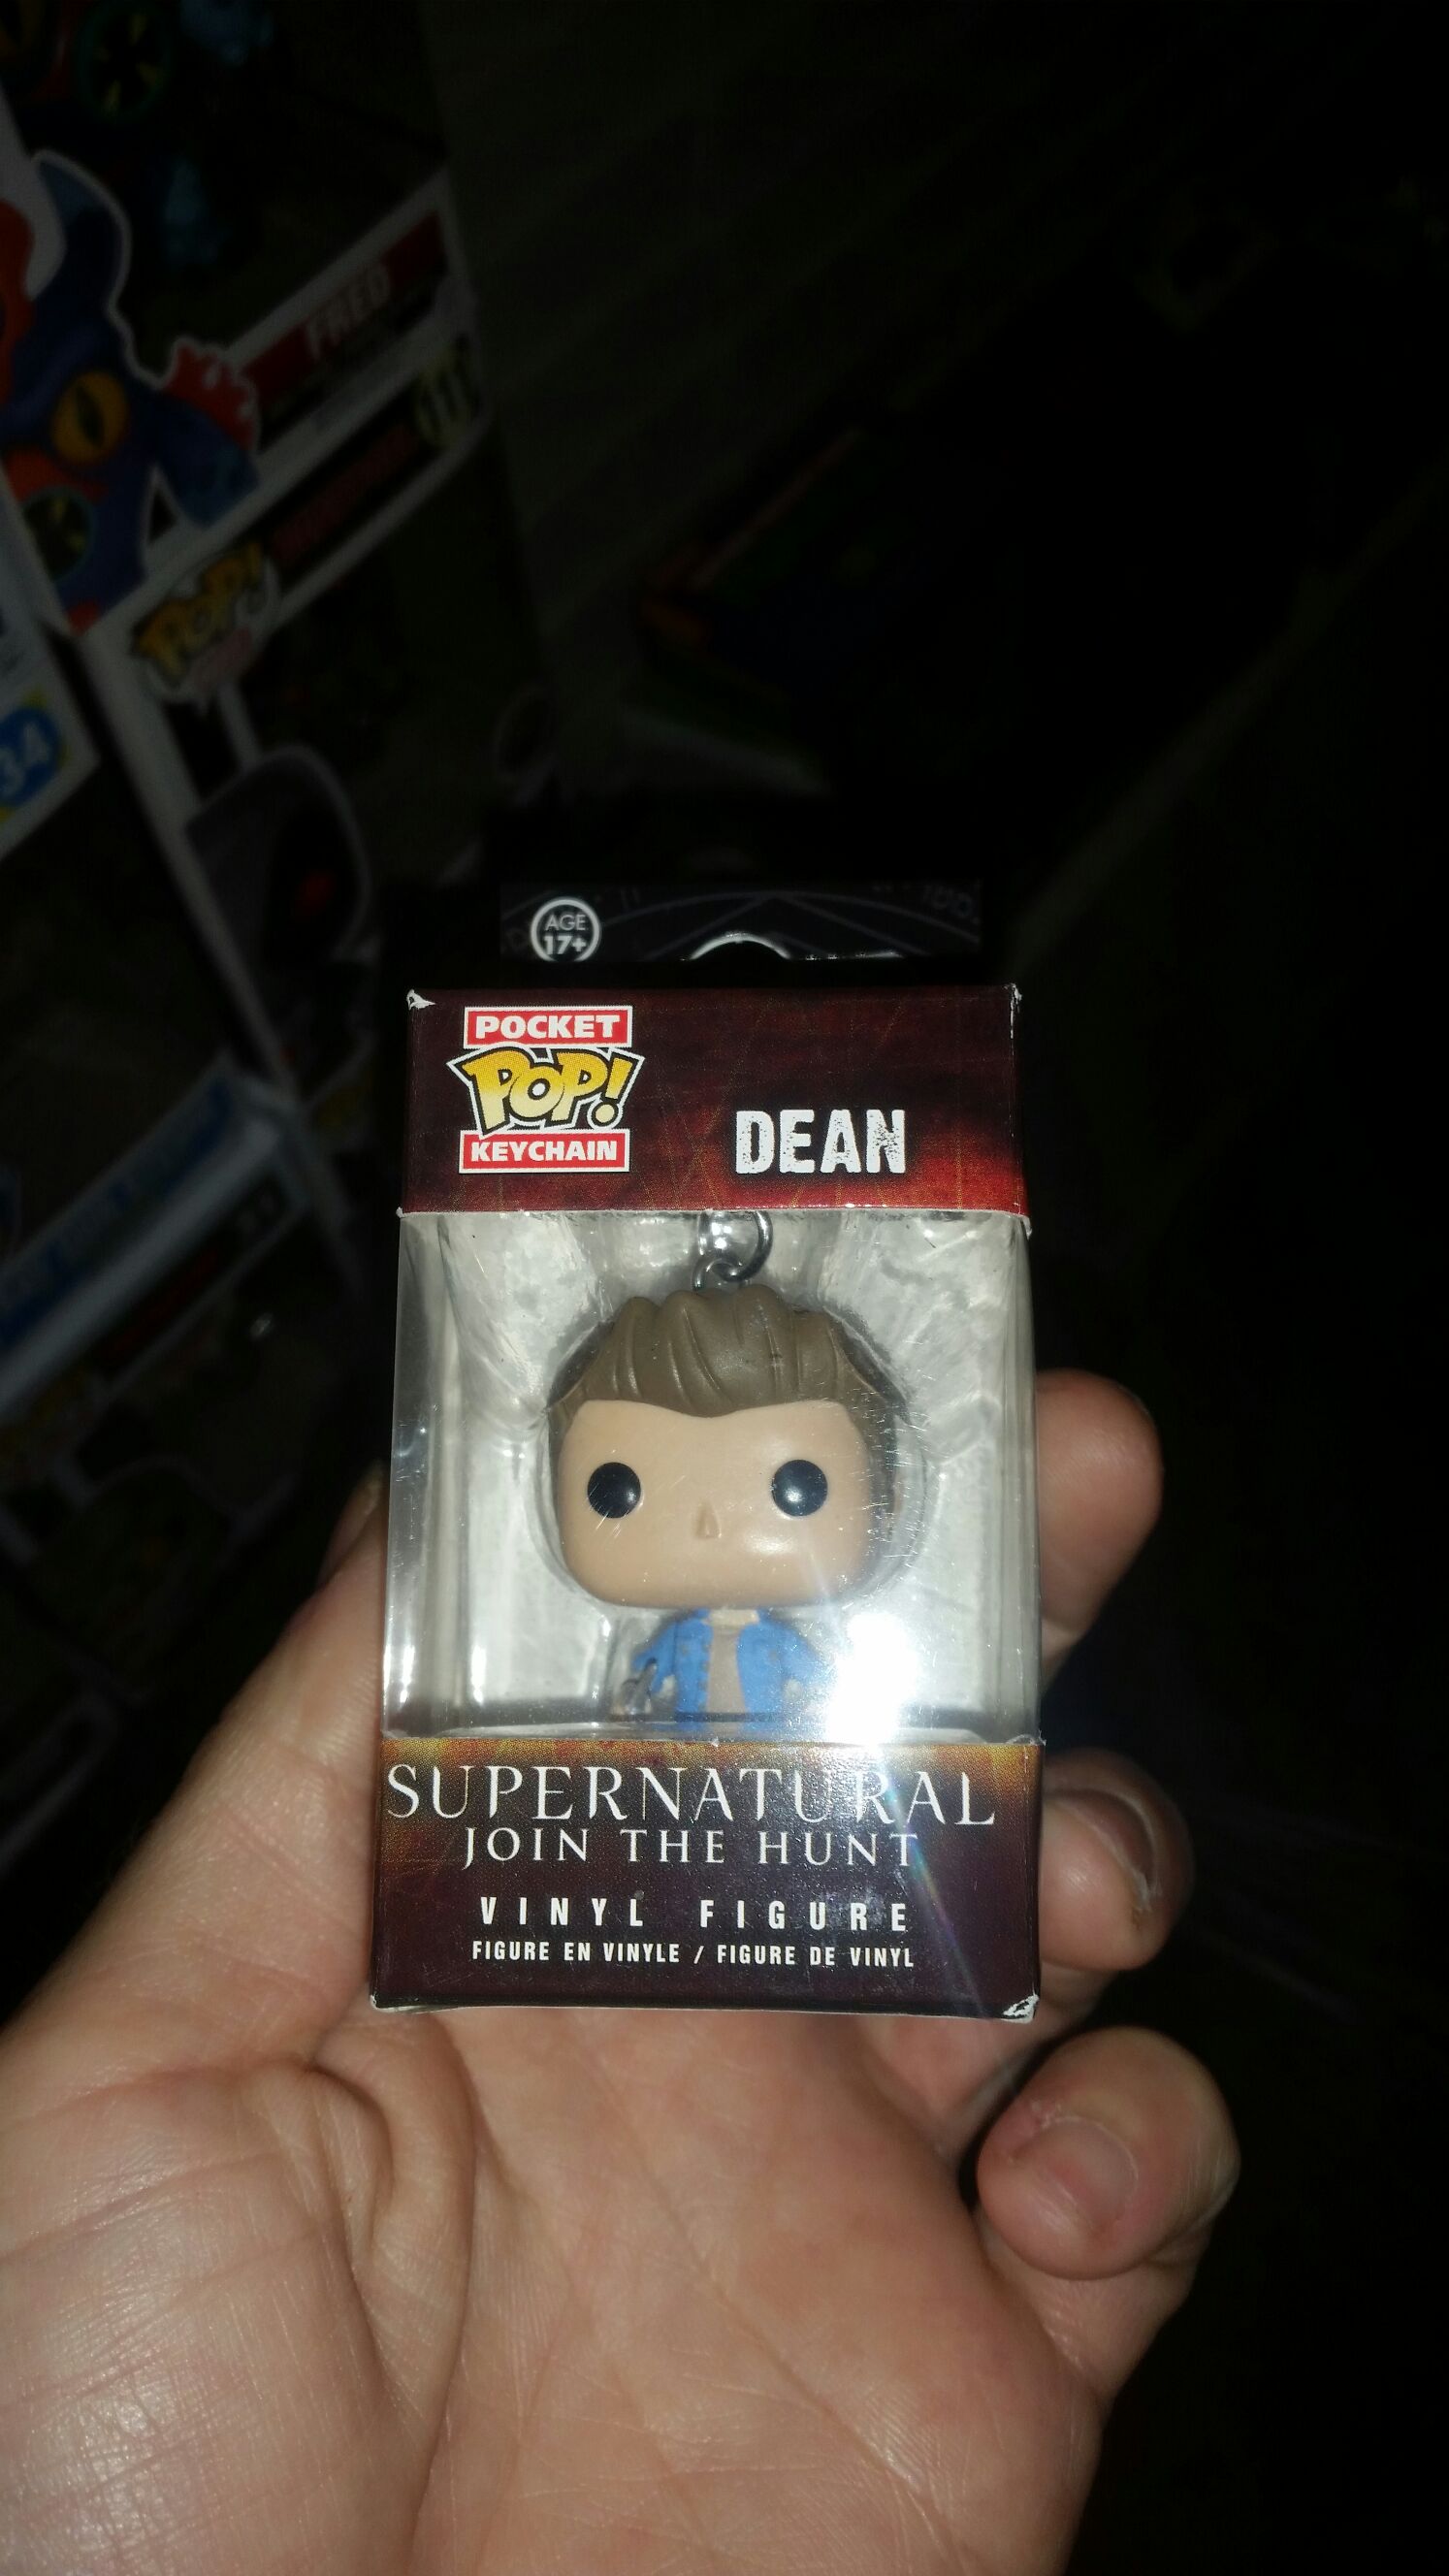 FRED
POP!
34
AGE
17+
POCKET
POP!
KEYCHAIN
DEAN
SUPERNATURAL
JOIN THE HUNT
VINYL FIGURE
FIGURE EN VINYLE / FIGURE DE VINYL